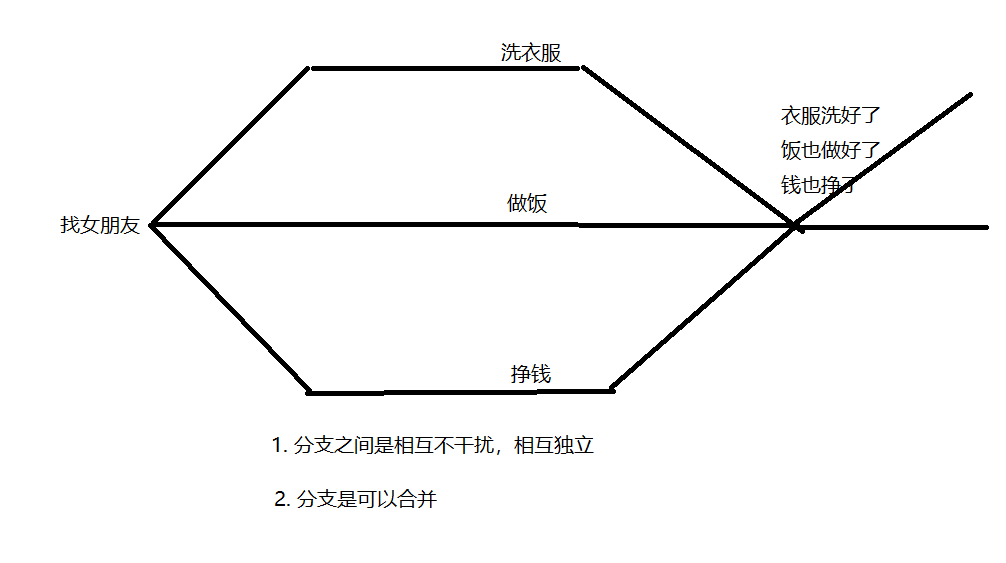 洗衣服
衣服洗好了
饭也做好了
钱也挣了
做饭
找女朋友
挣钱
1. 分支之间是相互不干扰，相互独立
2. 分支是可以合并